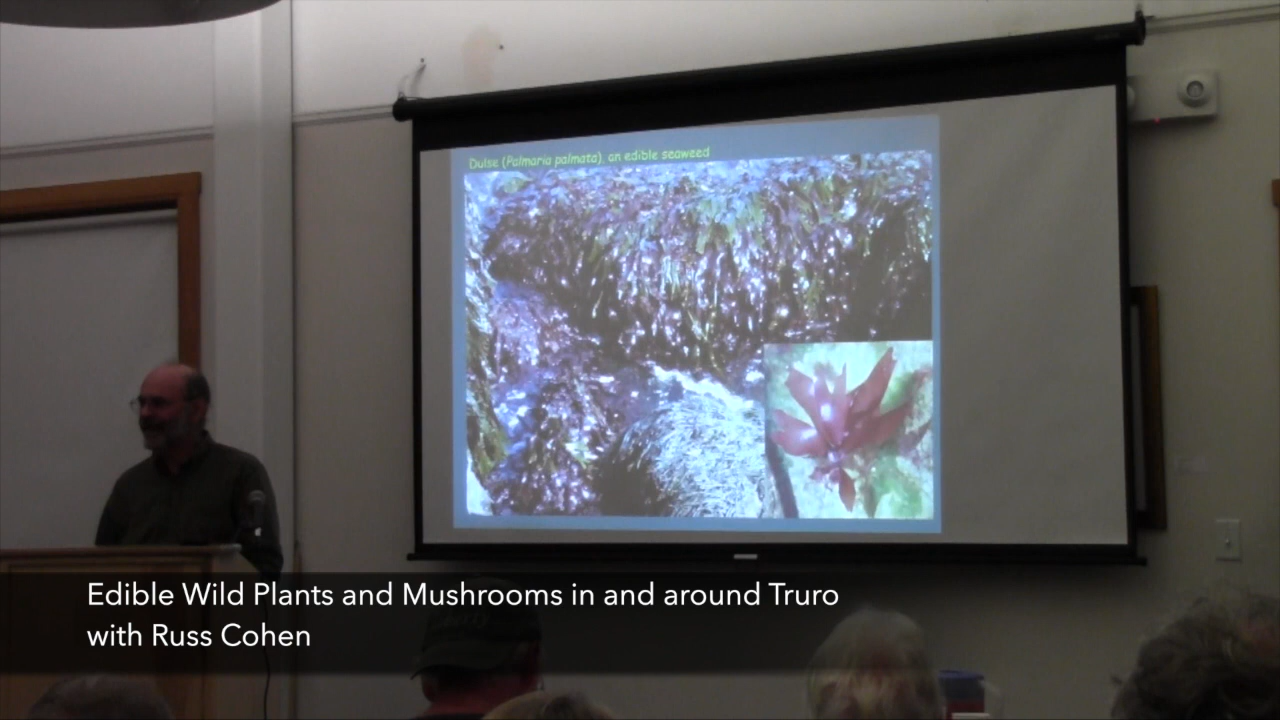 Dulse (Palmaria palmata), an edible seaweed
Edible Wild Plants and Mushrooms in and around Truro
with Russ Cohen